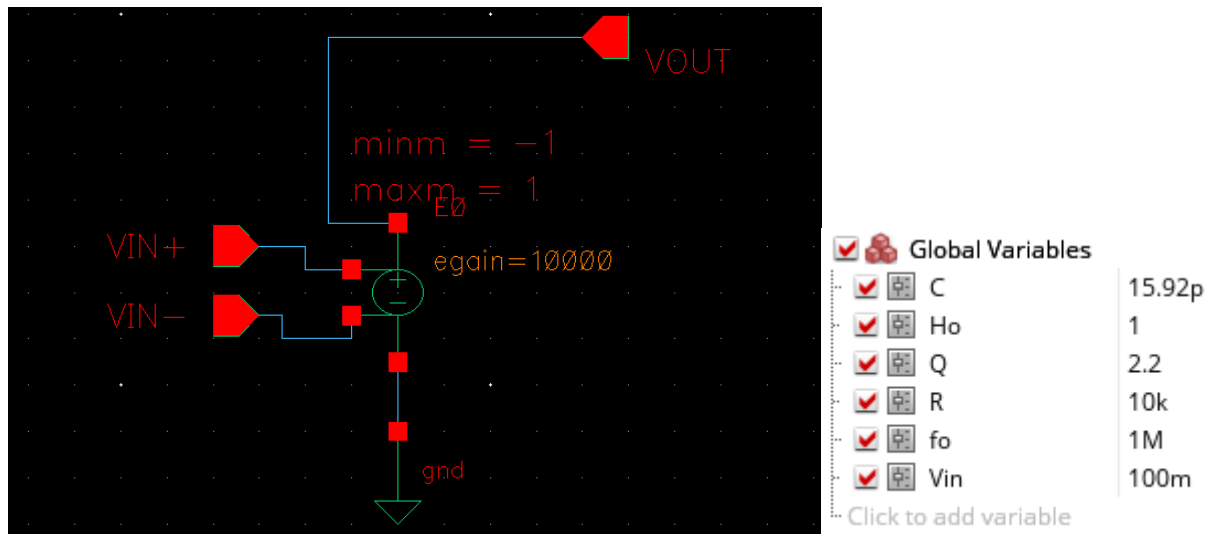 VOUT
minm = -1
maxm = 1
E0
VIN+
egain=10000
VIN-
gnd
Global Variables
C 15.92p
Ho 1
Q 2.2
R 10k
fo 1M
Vin 100m
Click to add variable